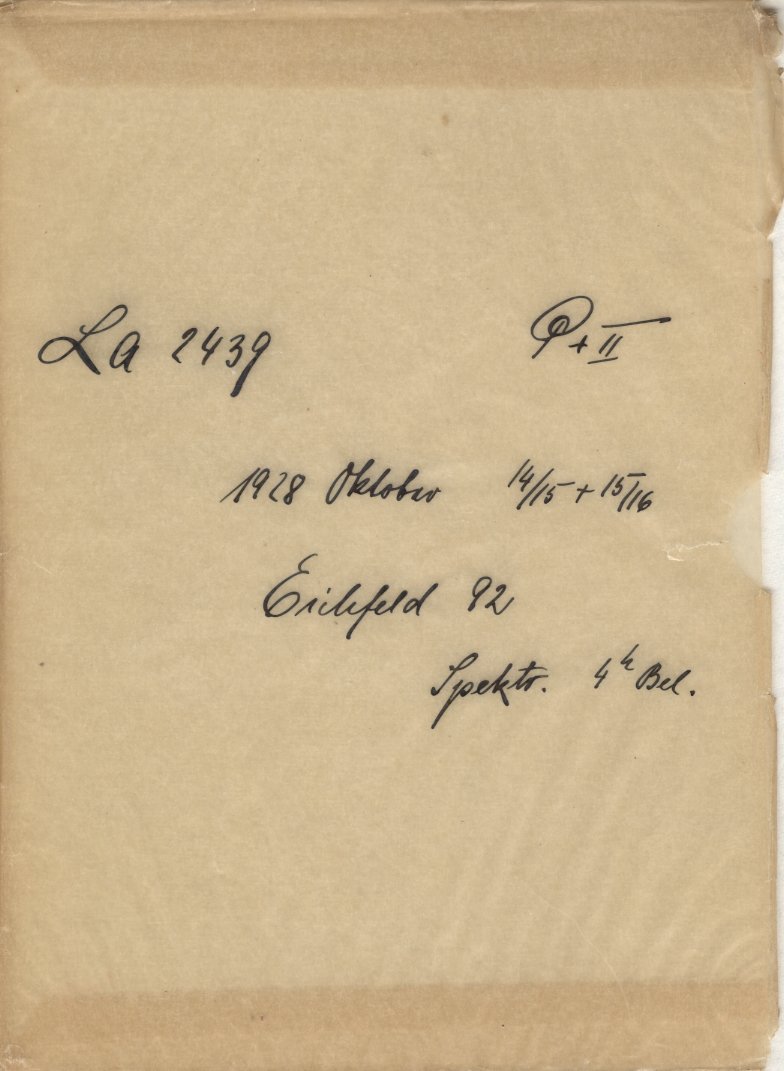 La 2439 P + II
1928 Oktober 14/15 + 15/16
Eichfeld 92
Spektr. 4h Bel.